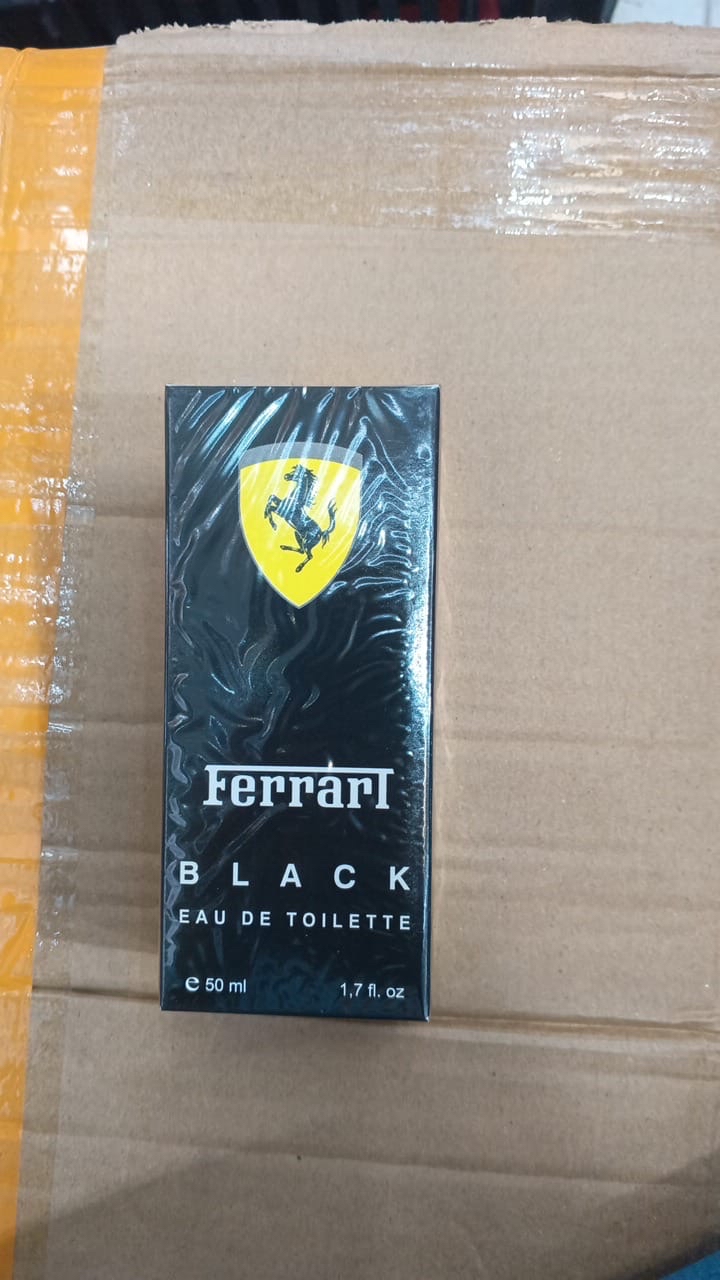 Ferrari
BLACK
EAU DE TOILETTE
℮ 50 ml 1,7 fl. oz